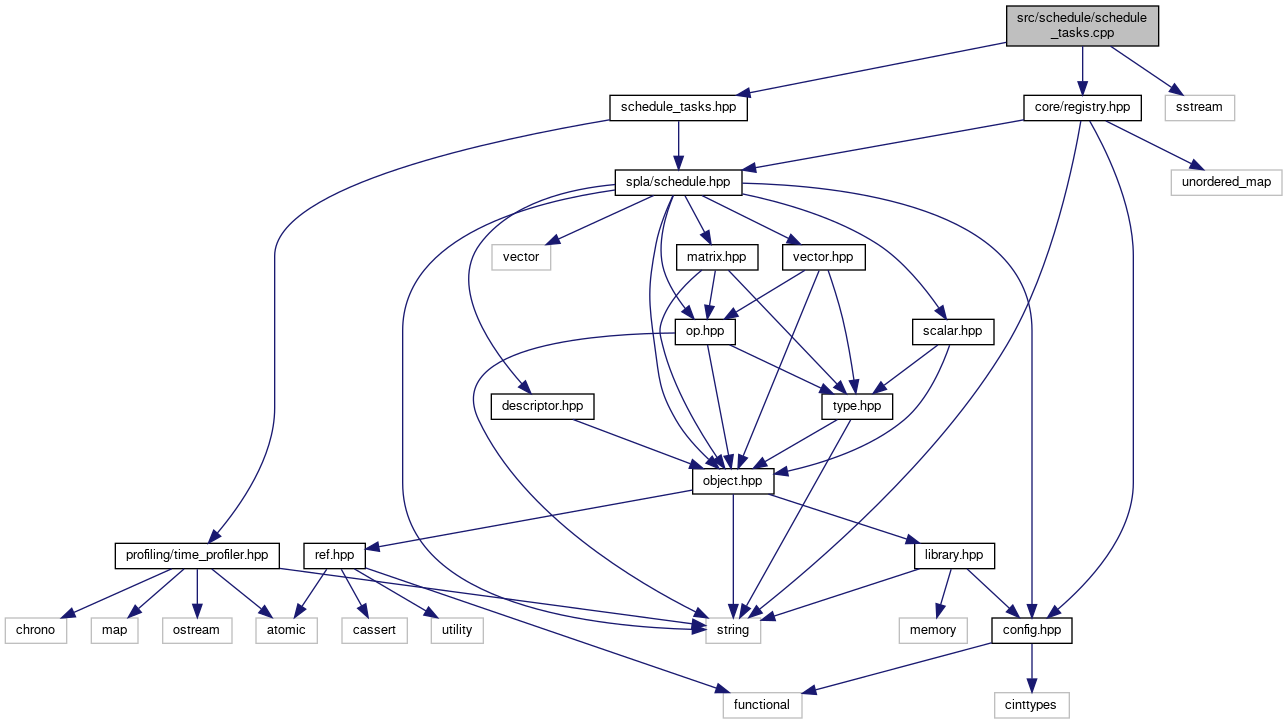 src/schedule/schedule
_tasks.cpp
schedule_tasks.hpp
core/registry.hpp
sstream
spla/schedule.hpp
unordered_map
vector
matrix.hpp
vector.hpp
op.hpp
scalar.hpp
descriptor.hpp
type.hpp
object.hpp
profiling/time_profiler.hpp
ref.hpp
library.hpp
chrono
map
ostream
atomic
cassert
utility
string
memory
config.hpp
functional
cinttypes